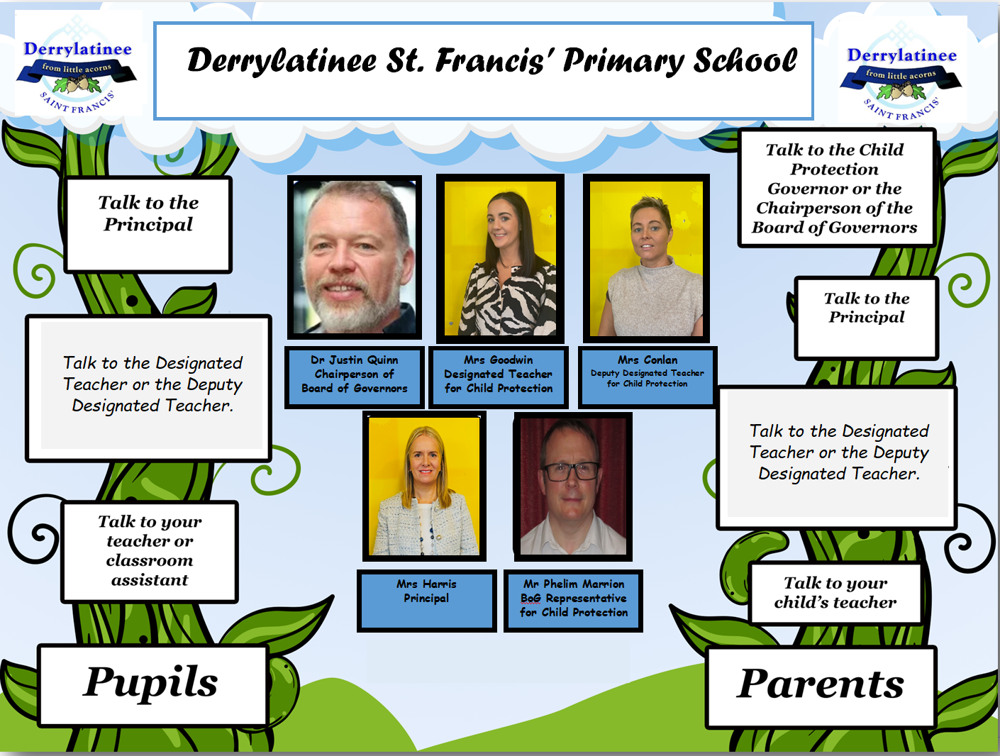 Derrylatinee
from little acorns
SAINT FRANCIS'
Derrylatinee St. Francis' Primary School
Derrylatinee
from little acorns
SAINT FRANCIS'
Talk to the
Principal
Talk to the Designated
Teacher or the Deputy
Designated Teacher.
Talk to your
teacher or
classroom
assistant
Pupils
Dr Justin Quinn
Chairperson of
Board of Governors
Mrs Goodwin
Designated Teacher
for Child Protection
Mrs Conlan
Deputy Designated Teacher
for Child Protection
Mrs Harris
Principal
Mr Phelim Marrion
BoG Representative
for Child Protection
Talk to the Child
Protection
Governor or the
Chairperson of the
Board of Governors
Talk to the
Principal
Talk to the Designated
Teacher or the Deputy
Designated Teacher.
Talk to your
child's teacher
Parents